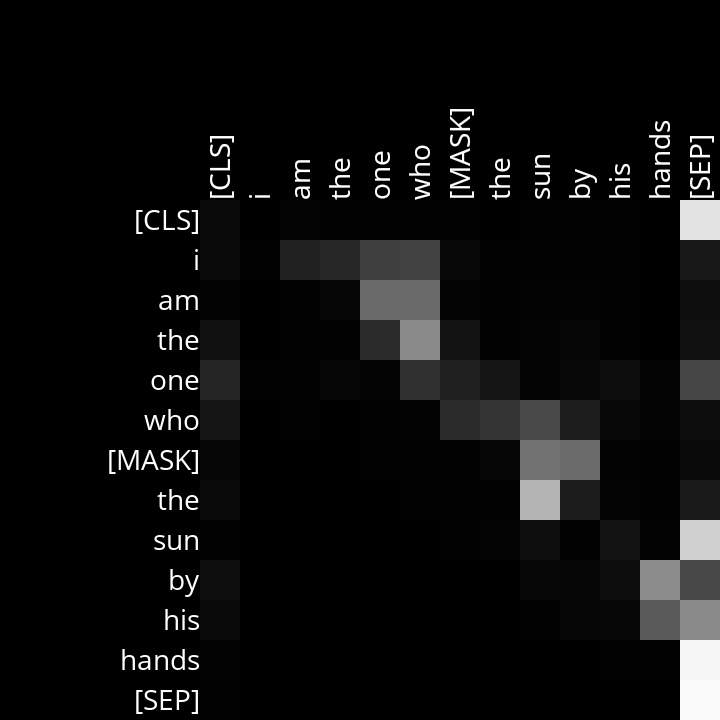 [CLS] i am the one who [MASK] the sun by his hands [SEP]
[CLS]
i
am
the
one
who
[MASK]
the
sun
by
his
hands
[SEP]